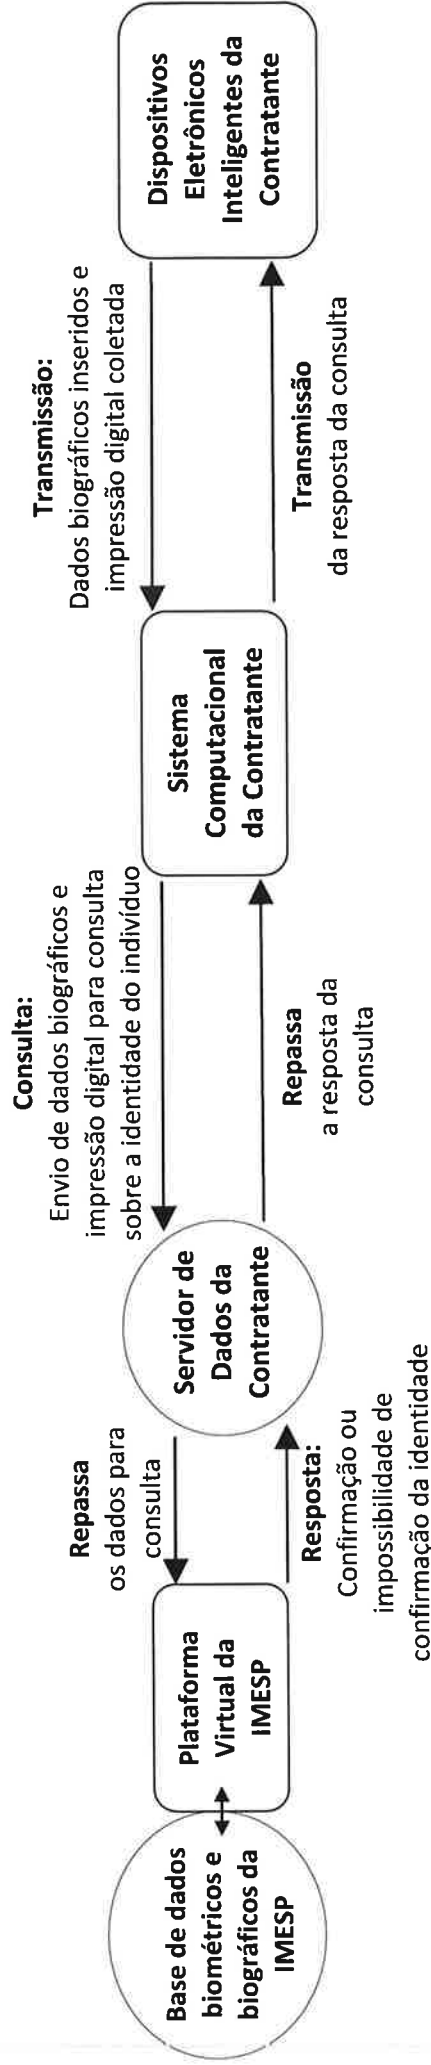 Base de dados
biométricos e
biográficos da
IMESP
Plataforma
Virtual da
IMESP
Repassa
os dados para
consulta
Resposta:
Confirmação ou
impossibilidade de
confirmação da identidade
Servidor de
Dados da
Contratante
Consulta:
Envio de dados biográficos e
impressão digital para consulta
sobre a identidade do indivíduo
Repassa
a resposta da
consulta
Sistema
Computacional
da Contratante
Transmissão:
Dados biográficos inseridos e
impressão digital coletada
Transmissão
da resposta da consulta
Dispositivos
Eletrônicos
Inteligentes da
Contratante